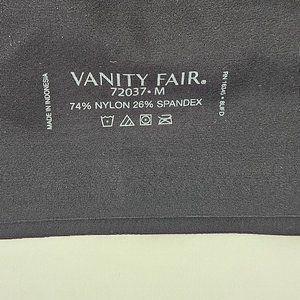 VANITY FAIR®
72037 • M
74% NYLON 26% SPANDEX
MADE IN INDONESIA